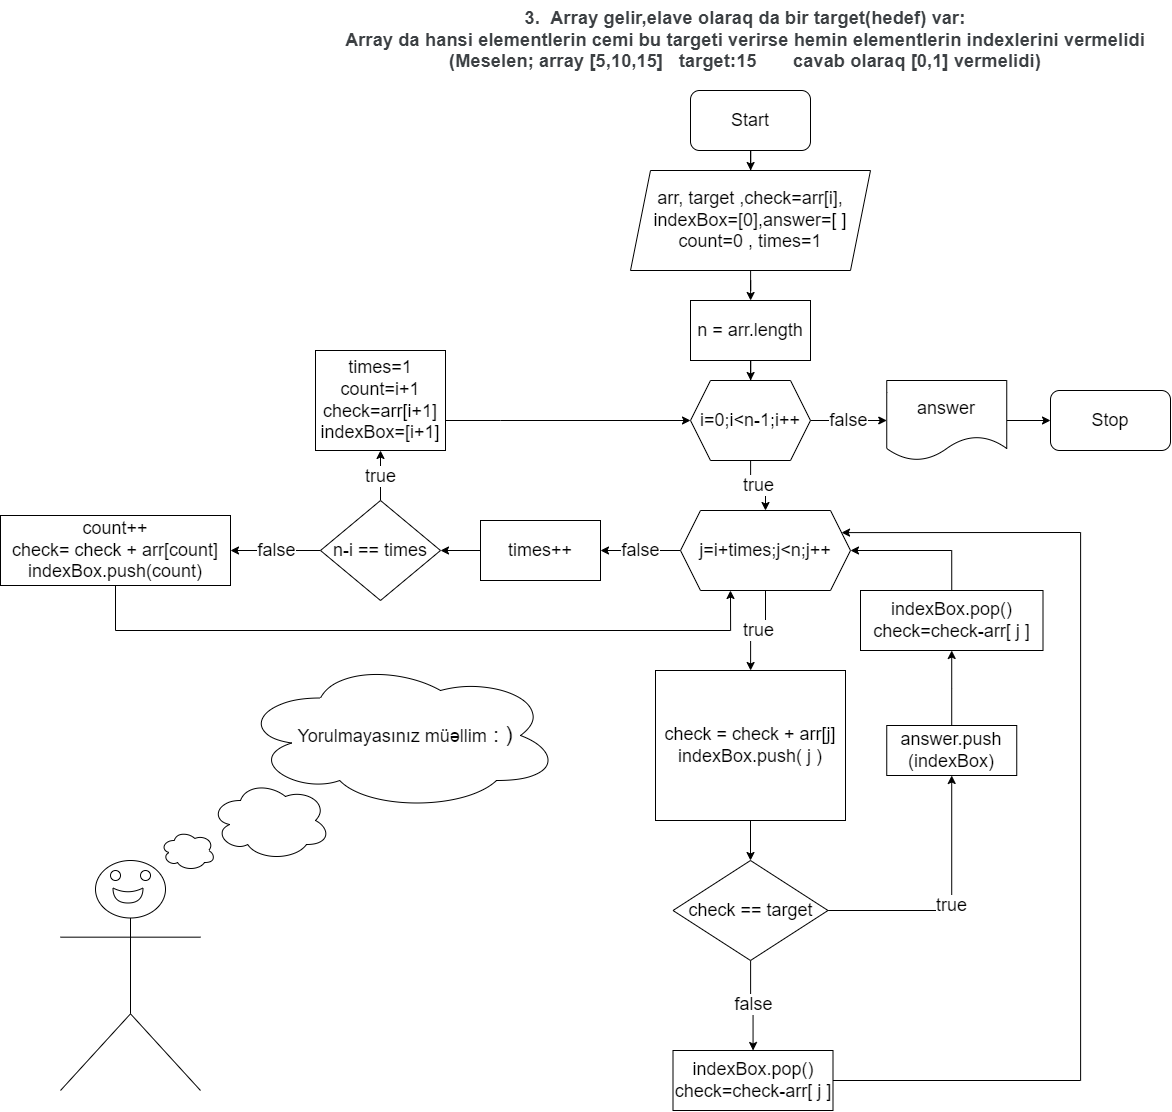 3.  Array gelir,elave olaraq da bir target(hedef) var:
Array da hansi elementlerin cemi bu targeti verirse hemin elementlerin indexlerini vermelidi
(Meselen; array [5,10,15]   target:15       cavab olaraq [0,1] vermelidi)
Start
arr, target ,check=arr[i],
indexBox=[0],answer=[ ]
count=0 , times=1
n = arr.length
times=1
count=i+1
check=arr[i+1]
indexBox=[i+1]
i=0;i<n-1;i++
false
answer
Stop
true
true
count++
check= check + arr[count]
indexBox.push(count)
false
n-i == times
times++
false
j=i+times;j<n;j++
indexBox.pop()
check=check-arr[ j ]
true
Yorulmayasınız müəllim : )
check = check + arr[j]
indexBox.push( j )
answer.push
(indexBox)
check == target
true
false
indexBox.pop()
check=check-arr[ j ]